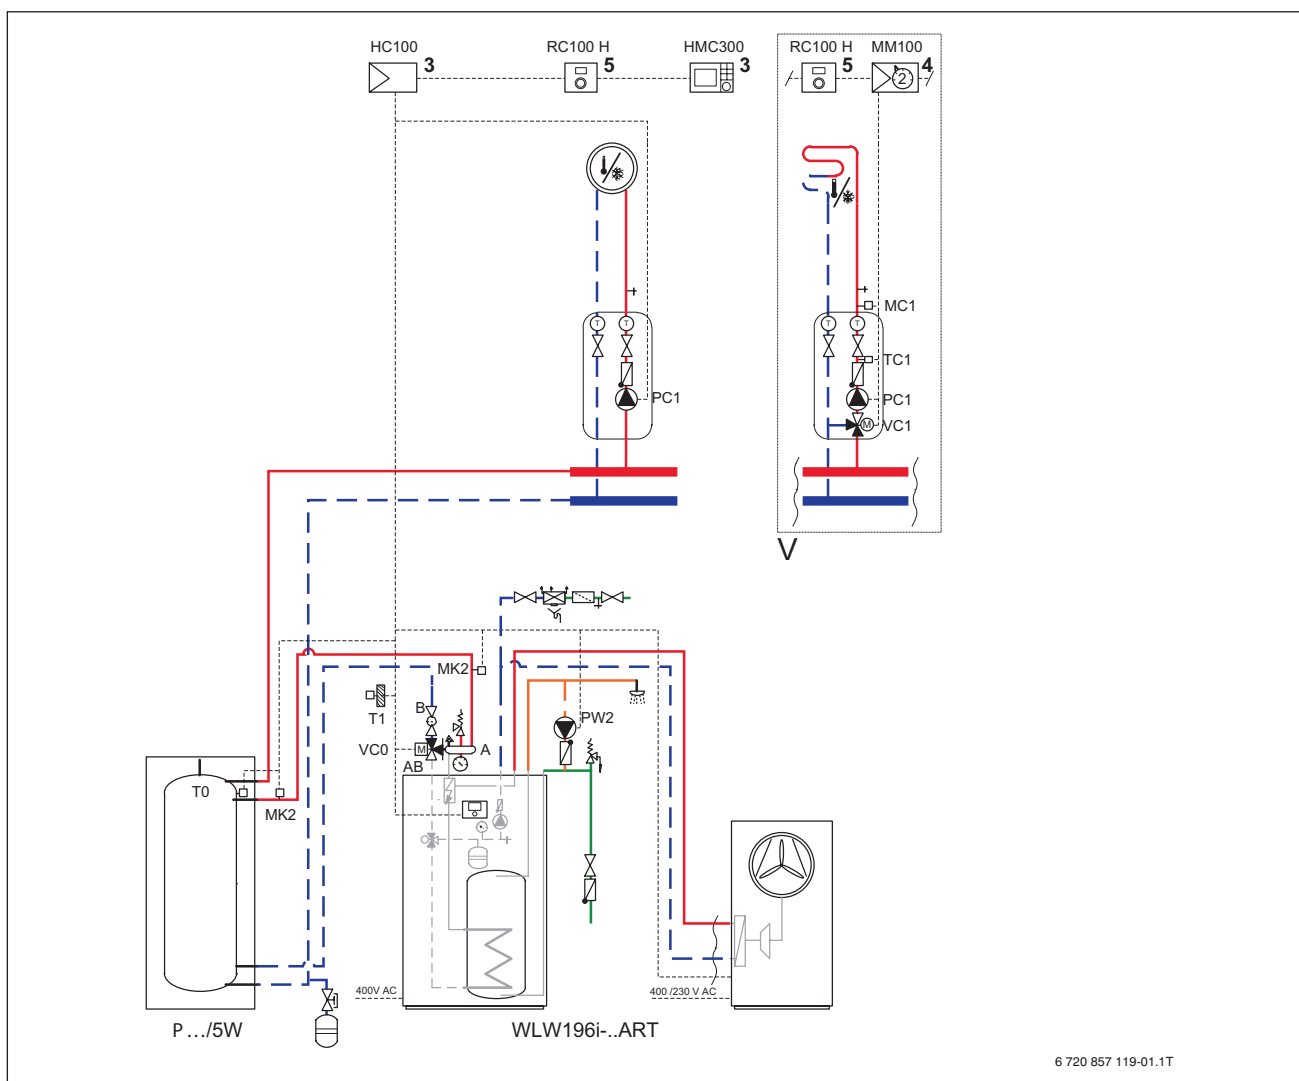 HC100 3
RC100 H 5
HMC300 3
RC100 H 5
MM100 4
2
T T
T T
MC1
TC1
PC1
PC1
M VC1
V
MK2
T1
B
PW2
VC0 M
A
AB
T0
MK2
400V AC
400 /230 V AC
P .../5W
WLW196i-..ART
6 720 857 119-01.1T